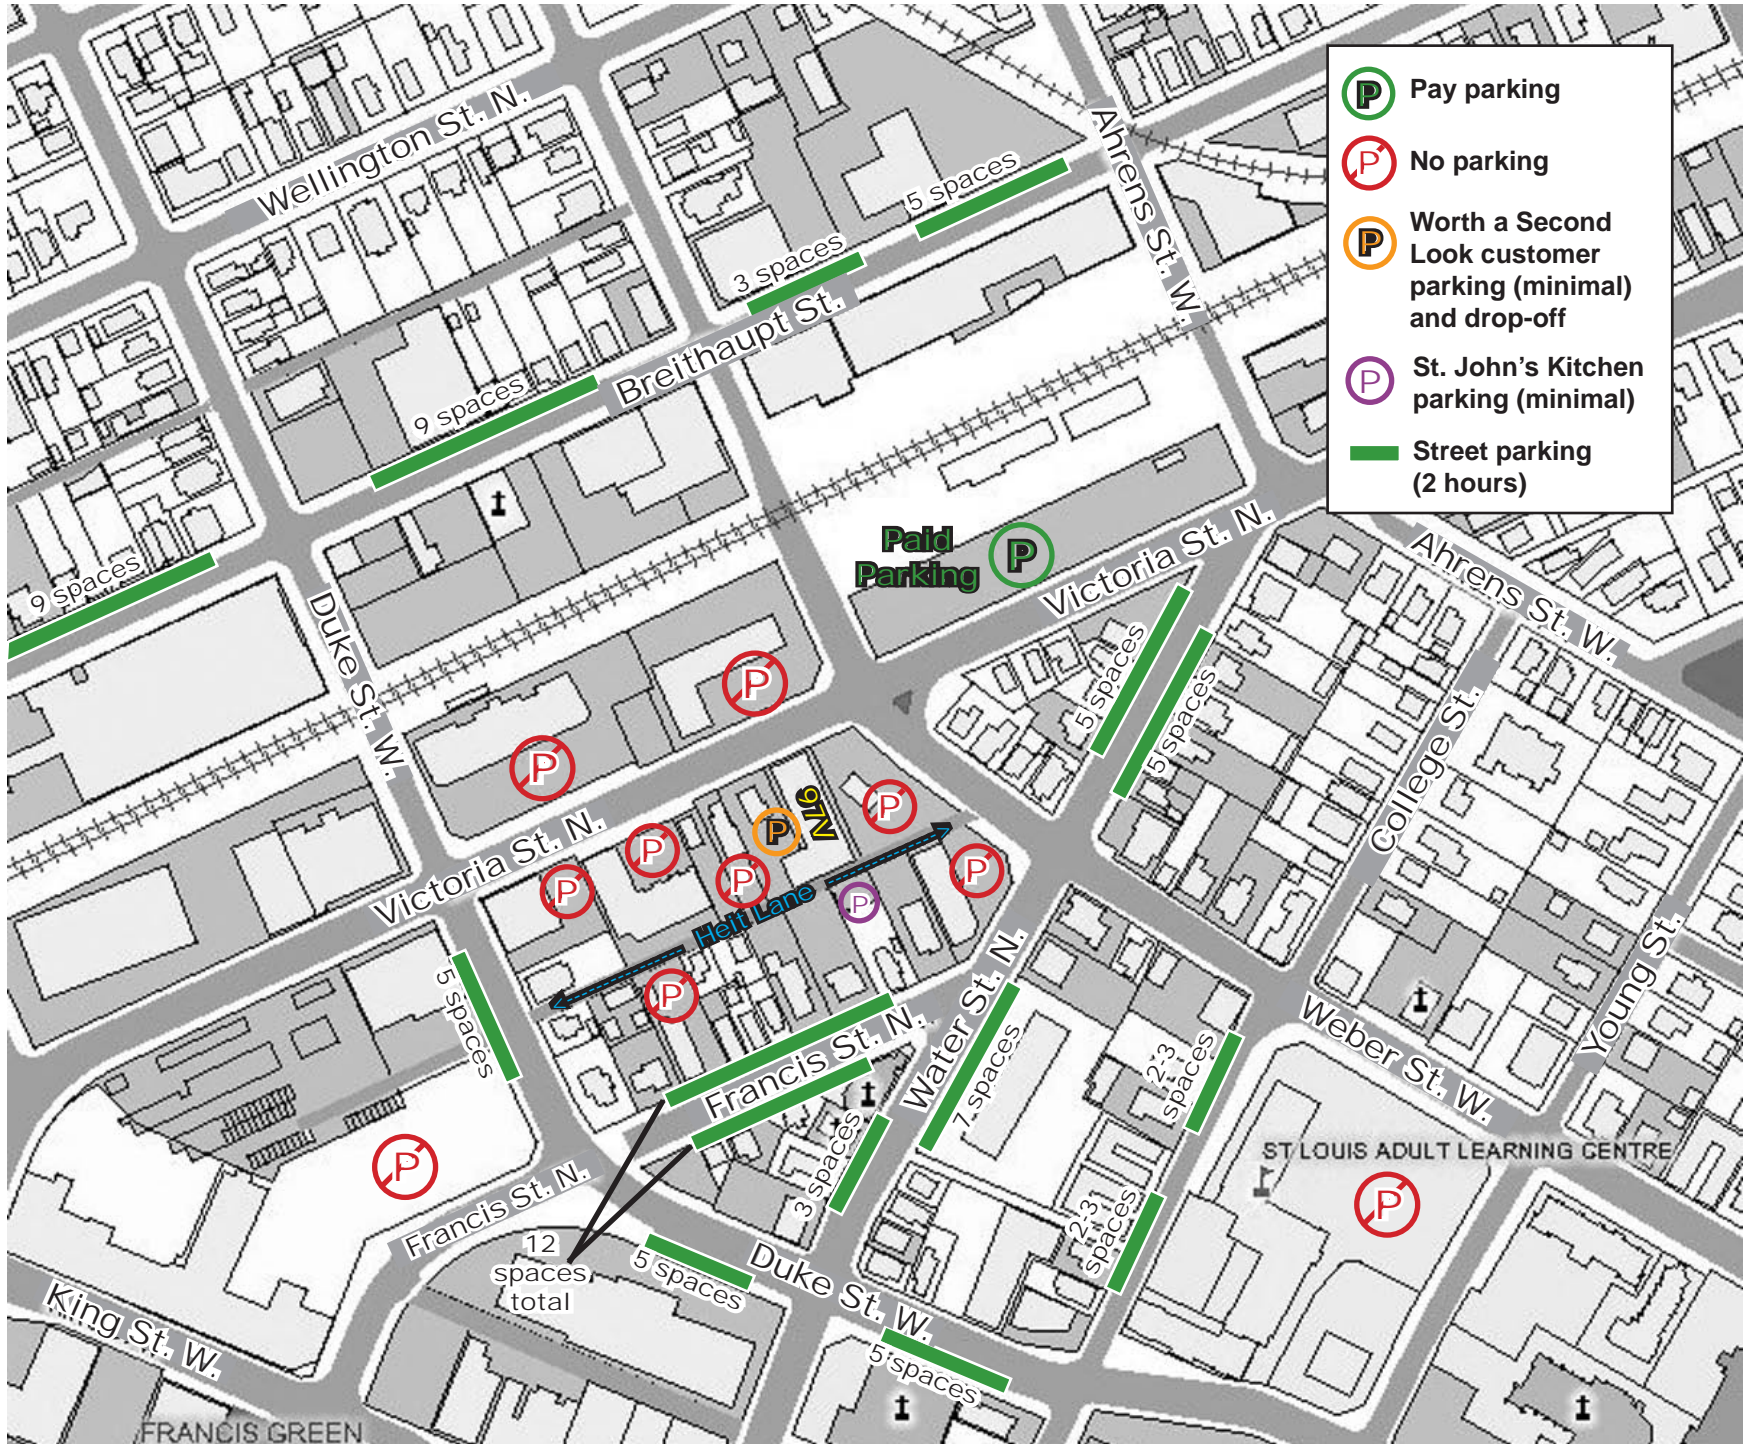 Wellington St. N.
Ahrens St. W.
5 spaces
3 spaces
Breithaupt St.
9 spaces
9 spaces
P Pay parking
P No parking
P Worth a Second
Look customer
parking (minimal)
and drop-off
P St. John's Kitchen
parking (minimal)
Street parking
(2 hours)
Paid
Parking
P
Victoria St. N.
Ahrens St. W.
Duke St. W.
5 spaces
5 spaces
College St.
P
P
97V
P
P
P
P
P
P
P
Victoria St. N.
Heit Lane
P
P
5 spaces
Francis St. N.
Water St. N.
7 spaces
3 spaces
2-3
spaces
2-3
spaces
Weber St. W.
Young St.
ST LOUIS ADULT LEARNING CENTRE
P
P
Francis St. N.
12
spaces
total
5 spaces
Duke St. W.
5 spaces
King St. W.
FRANCIS GREEN